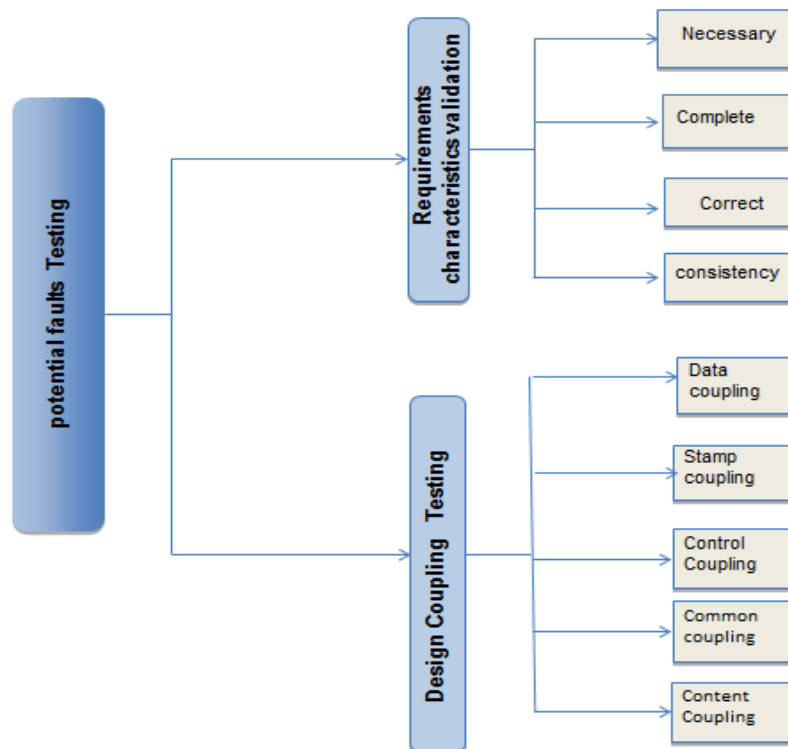 potential faults Testing
Requirements
characteristics validation
Necessary
Complete
Correct
consistency
Design Coupling Testing
Data
coupling
Stamp
coupling
Control
Coupling
Common
coupling
Content
Coupling